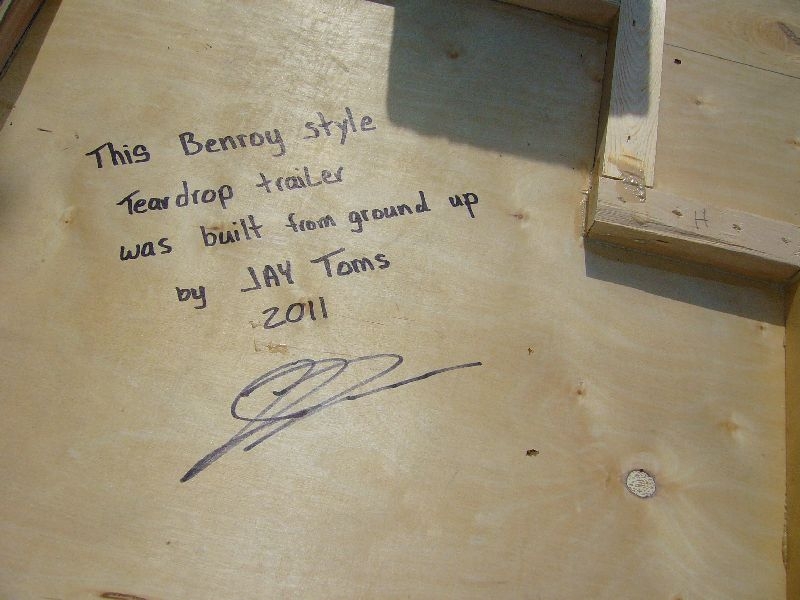 This Benroy style
Teardrop trailer
was built from ground up
by JAY Toms
2011
H